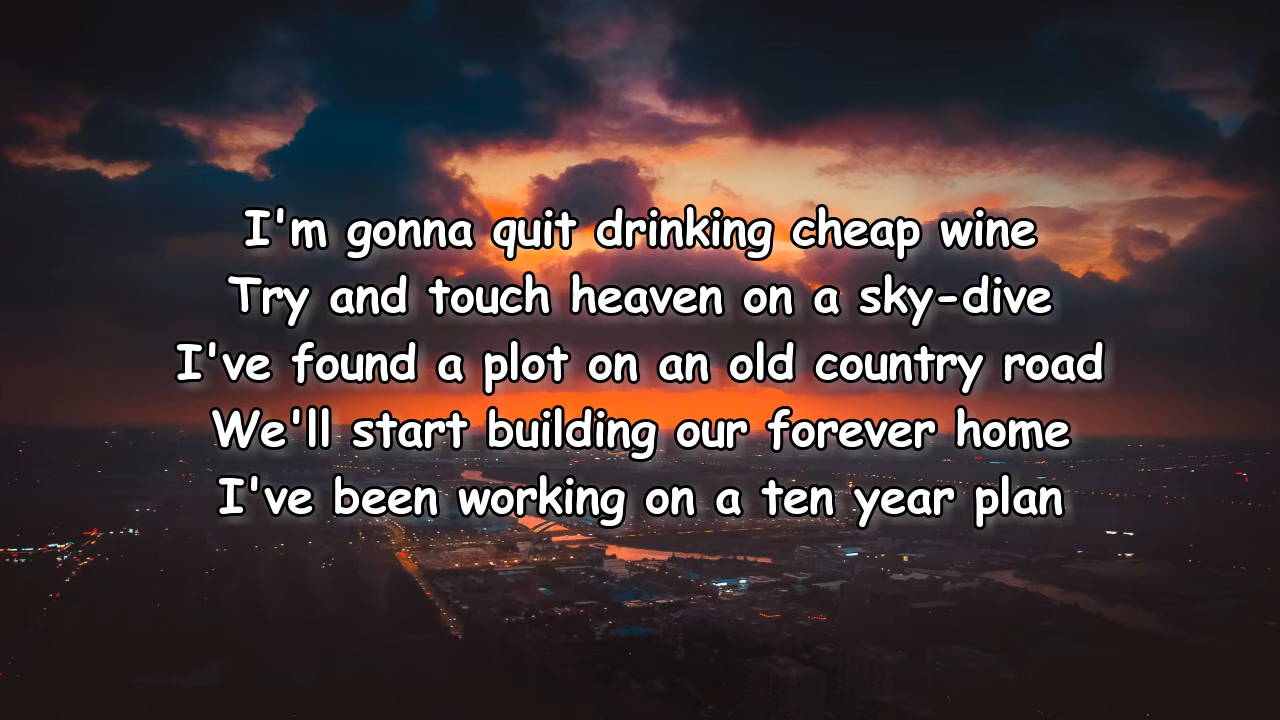 I'm gonna quit drinking cheap wine
Try and touch heaven on a sky-dive
I've found a plot on an old country road
We'll start building our forever home
I've been working on a ten year plan